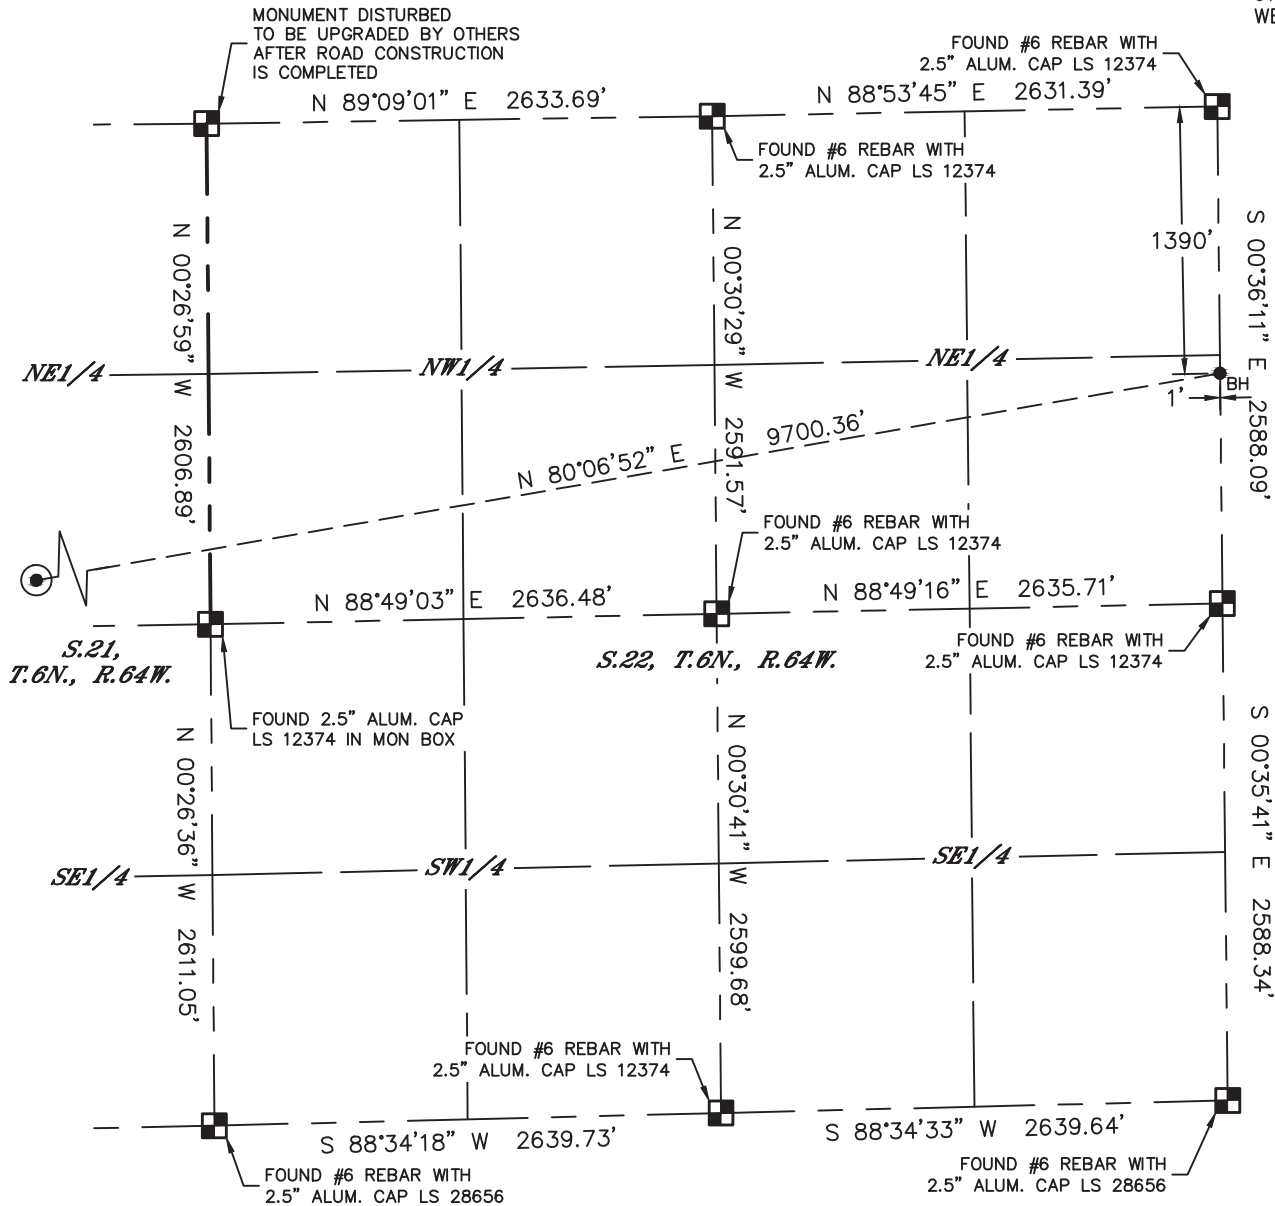 MONUMENT DISTURBED
TO BE UPGRADED BY OTHERS
AFTER ROAD CONSTRUCTION
IS COMPLETED
FOUND #6 REBAR WITH
2.5" ALUM. CAP LS 12374
N 89°09'01" E 2633.69'
N 88°53'45" E 2631.39'
FOUND #6 REBAR WITH
2.5" ALUM. CAP LS 12374
N 00°26'59" W 2606.89'
N 00°30'29" W 2591.57'
1390'
S 00°36'11" E 2588.09'
NE1/4
NW1/4
NE1/4
BH
1'
N 80°06'52" E 9700.36'
FOUND #6 REBAR WITH
2.5" ALUM. CAP LS 12374
N 88°49'03" E 2636.48'
N 88°49'16" E 2635.71'
S.21,
T.6N., R.64W.
S.22, T.6N., R.64W.
FOUND #6 REBAR WITH
2.5" ALUM. CAP LS 12374
FOUND 2.5" ALUM. CAP
LS 12374 IN MON BOX
N 00°26'36" W 2611.05'
N 00°30'41" W 2599.68'
S 00°35'41" E 2588.34'
SE1/4
SW1/4
SE1/4
FOUND #6 REBAR WITH
2.5" ALUM. CAP LS 12374
S 88°34'18" W 2639.73'
S 88°34'33" W 2639.64'
FOUND #6 REBAR WITH
2.5" ALUM. CAP LS 28656
FOUND #6 REBAR WITH
2.5" ALUM. CAP LS 28656